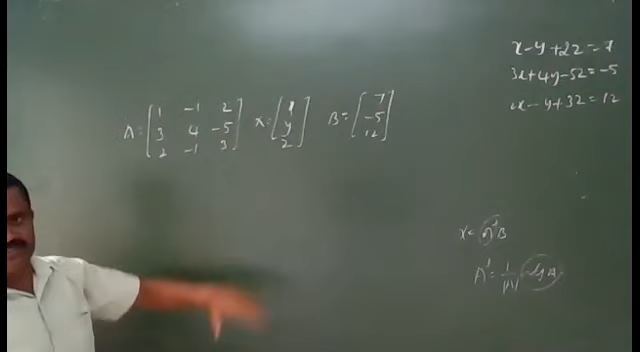 x-y+2z=7
3x+4y-5z=-5
2x-y+3z=12
A=[1 -1 2
3 4 -5
2 -1 3] X=[x
y
z] B=[7
-5
12]
X=A⁻¹B
A⁻¹=1/|A| adj A